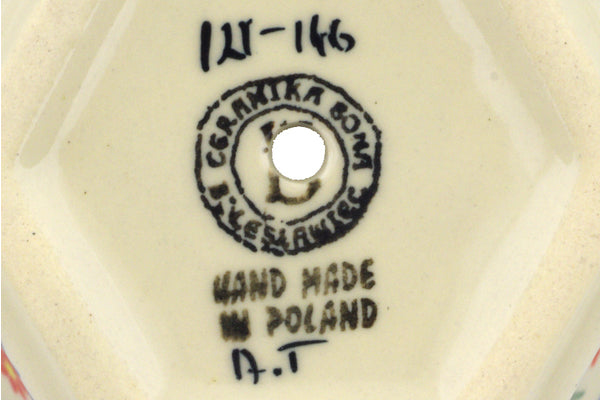 121-146
CERAMIKA BONA
BOLESŁAWIEC
HAND MADE
IN POLAND
A.T